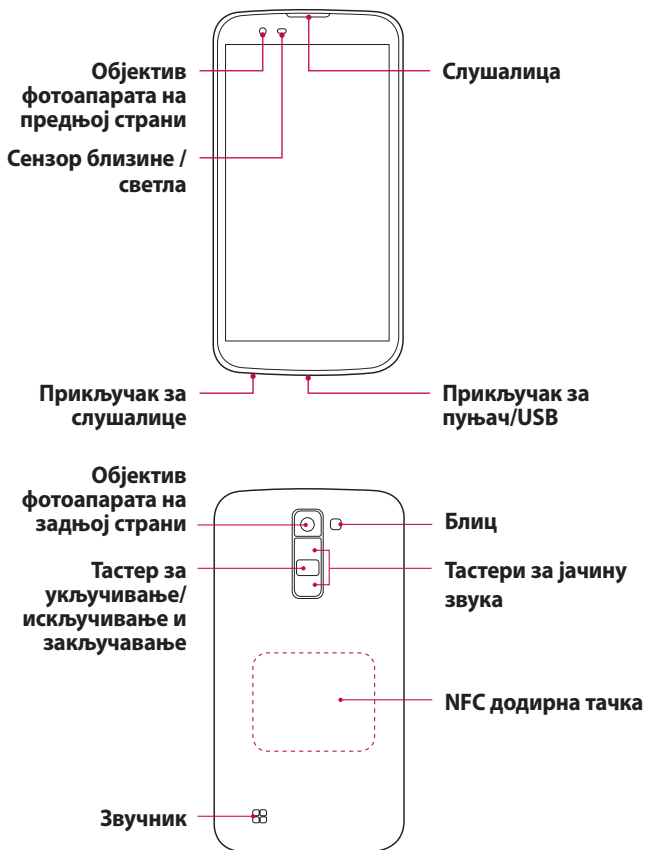 Објектив
фотоапарата на
предњој страни
Слушалица
Сензор близине /
светла
Прикључак за
слушалице
Прикључак за
пуњач/USB
Објектив
фотоапарата на
задњој страни
Блиц
Тастер за
укључивање/
искључивање и
закључавање
Тастери за јачину
звука
NFC додирна тачка
Звучник